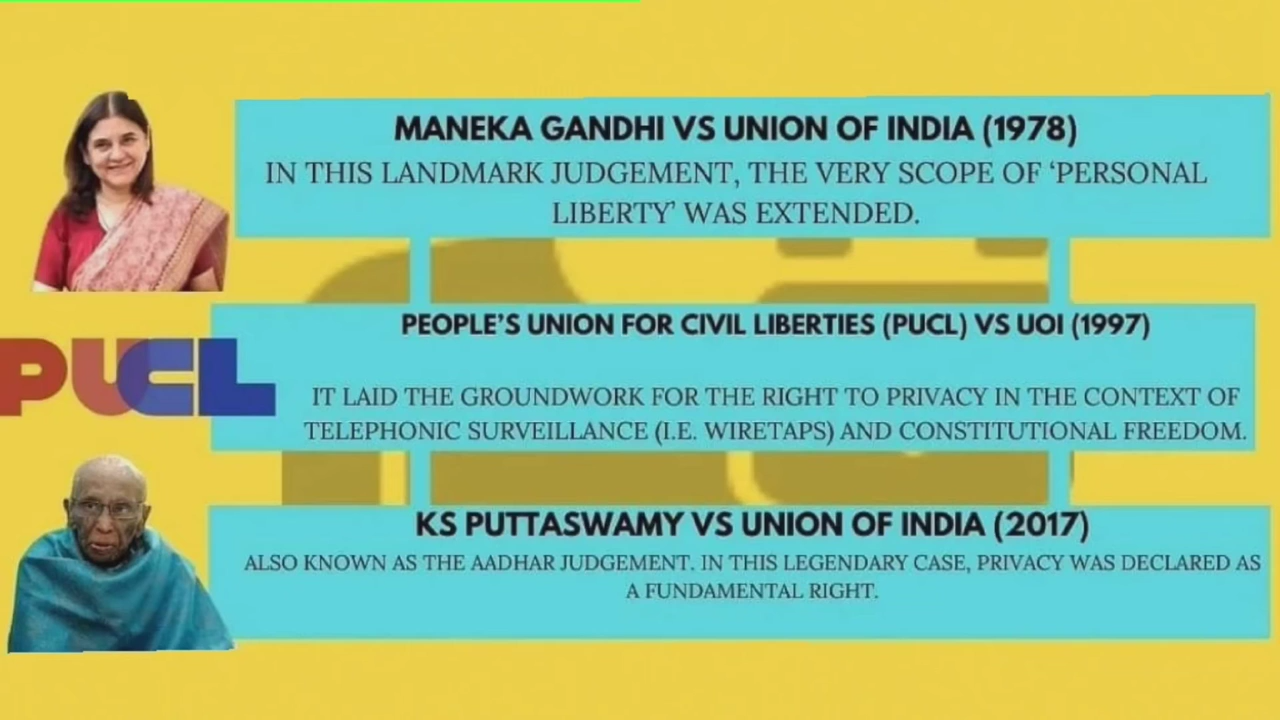 MANEKA GANDHI VS UNION OF INDIA (1978)
IN THIS LANDMARK JUDGEMENT, THE VERY SCOPE OF ‘PERSONAL
LIBERTY’ WAS EXTENDED.
PEOPLE’S UNION FOR CIVIL LIBERTIES (PUCL) VS UOI (1997)
PUCL
IT LAID THE GROUNDWORK FOR THE RIGHT TO PRIVACY IN THE CONTEXT OF
TELEPHONIC SURVEILLANCE (I.E. WIRETAPS) AND CONSTITUTIONAL FREEDOM.
KS PUTTASWAMY VS UNION OF INDIA (2017)
ALSO KNOWN AS THE AADHAR JUDGEMENT. IN THIS LEGENDARY CASE, PRIVACY WAS DECLARED AS
A FUNDAMENTAL RIGHT.